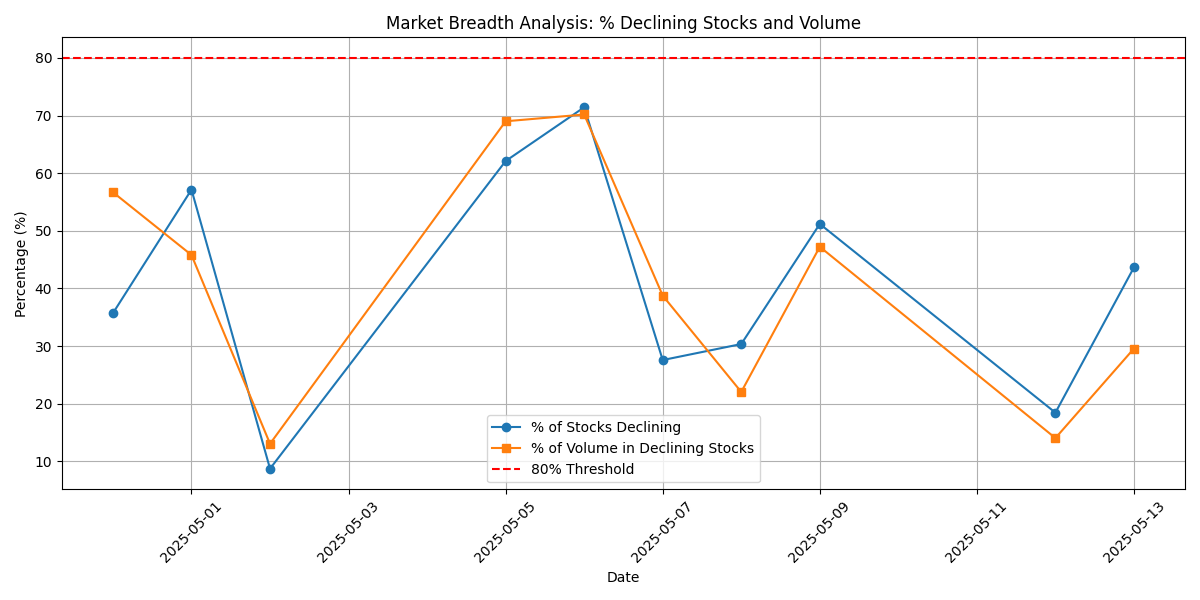 Market Breadth Analysis: % Declining Stocks and Volume
Percentage (%)
80
70
60
50
40
30
20
10
% of Stocks Declining
% of Volume in Declining Stocks
80% Threshold
2025-05-01
2025-05-03
2025-05-05
2025-05-07
2025-05-09
2025-05-11
2025-05-13
Date